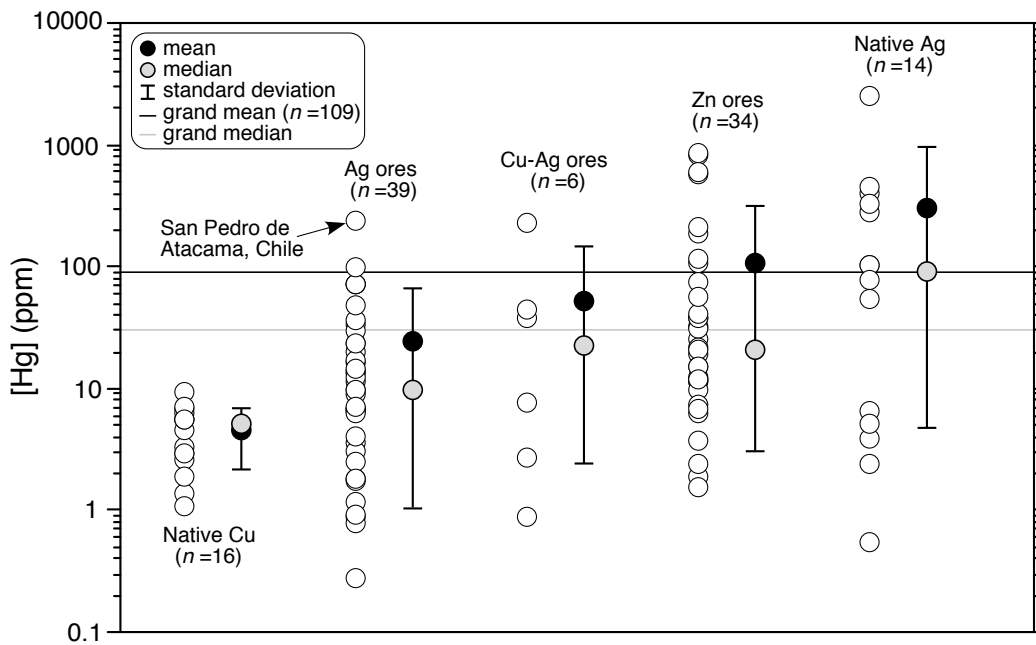 10000
1000
100
10
1
0.1
[Hg] (ppm)
mean
median
standard deviation
grand mean (n =109)
grand median
Native Ag
(n =14)
Zn ores
(n =34)
Cu-Ag ores
(n =6)
Ag ores
(n =39)
San Pedro de
Atacama, Chile
Native Cu
(n =16)